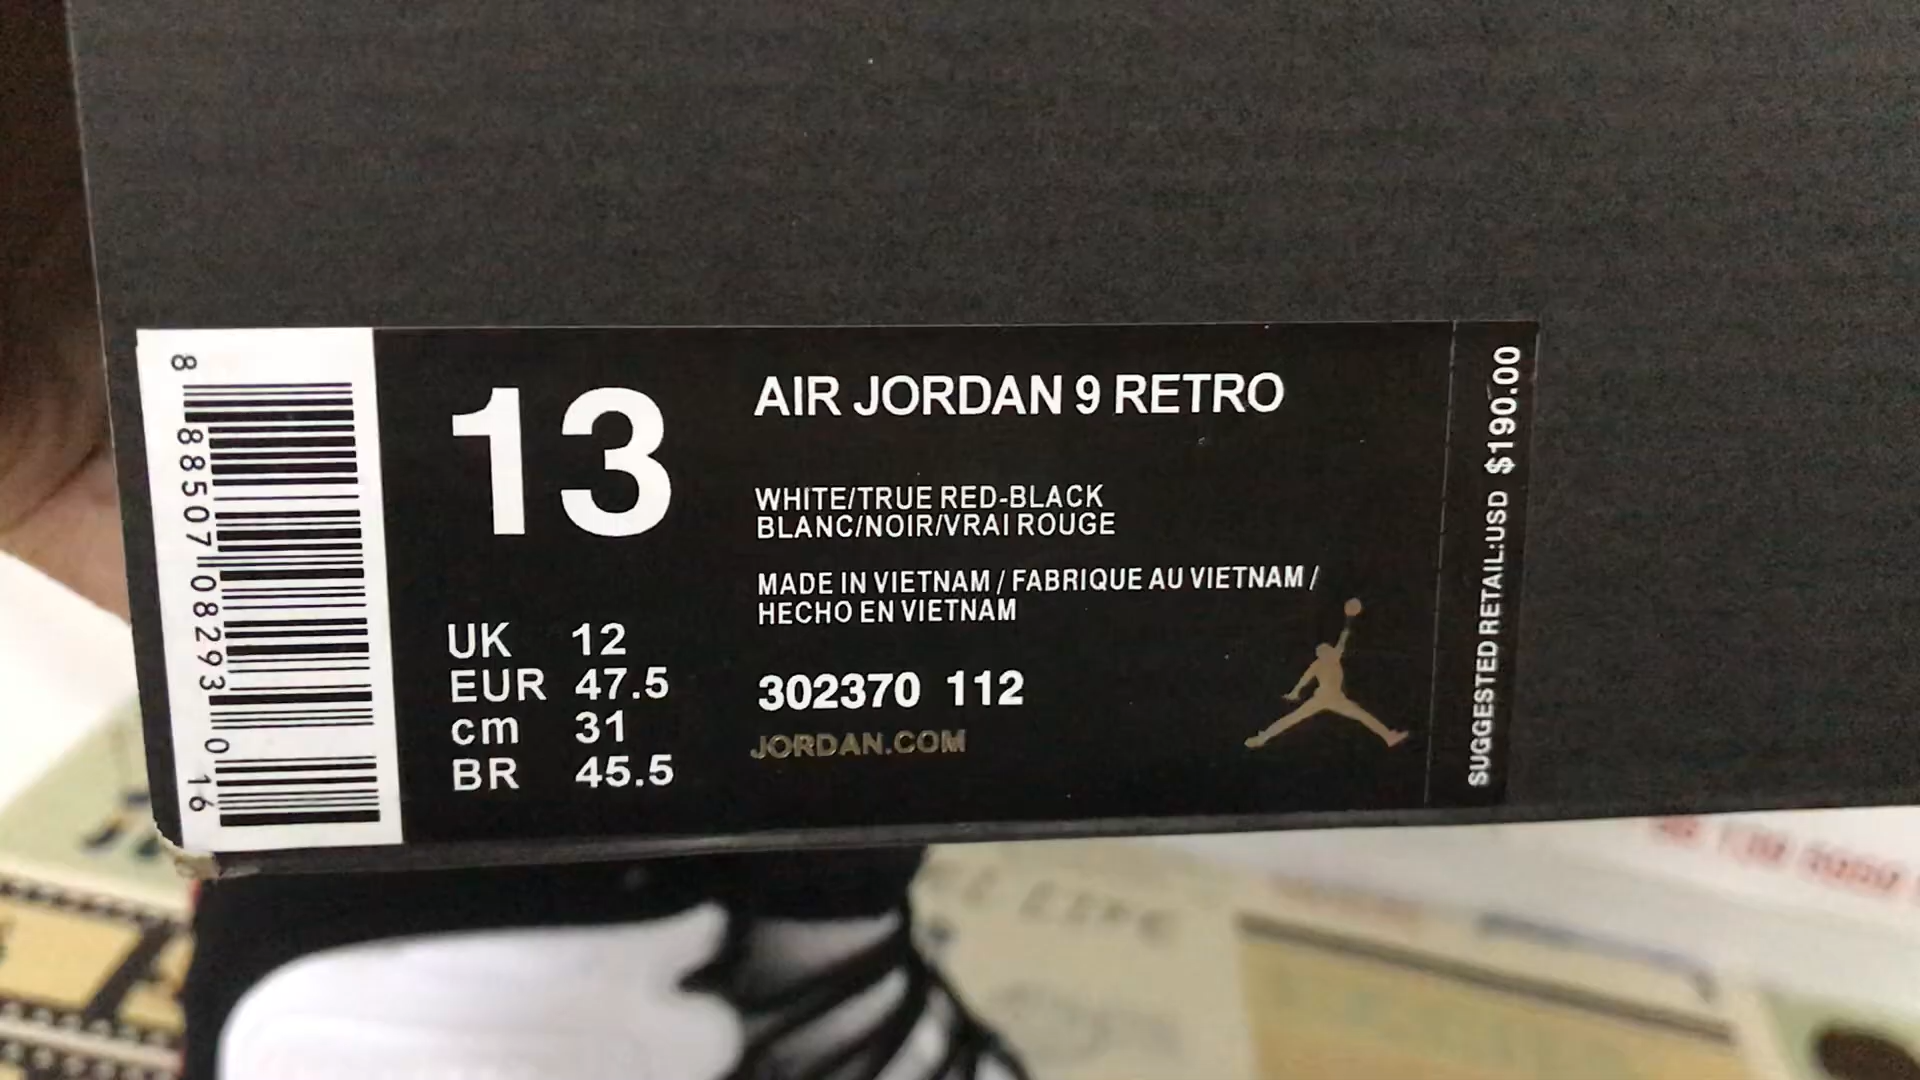 8 88507 08293 0 16
13
AIR JORDAN 9 RETRO
WHITE/TRUE RED-BLACK
BLANC/NOIR/VRAI ROUGE
MADE IN VIETNAM / FABRIQUE AU VIETNAM /
HECHO EN VIETNAM
UK 12
EUR 47.5
cm 31
BR 45.5
302370 112
JORDAN.COM
SUGGESTED RETAIL:USD $190.00